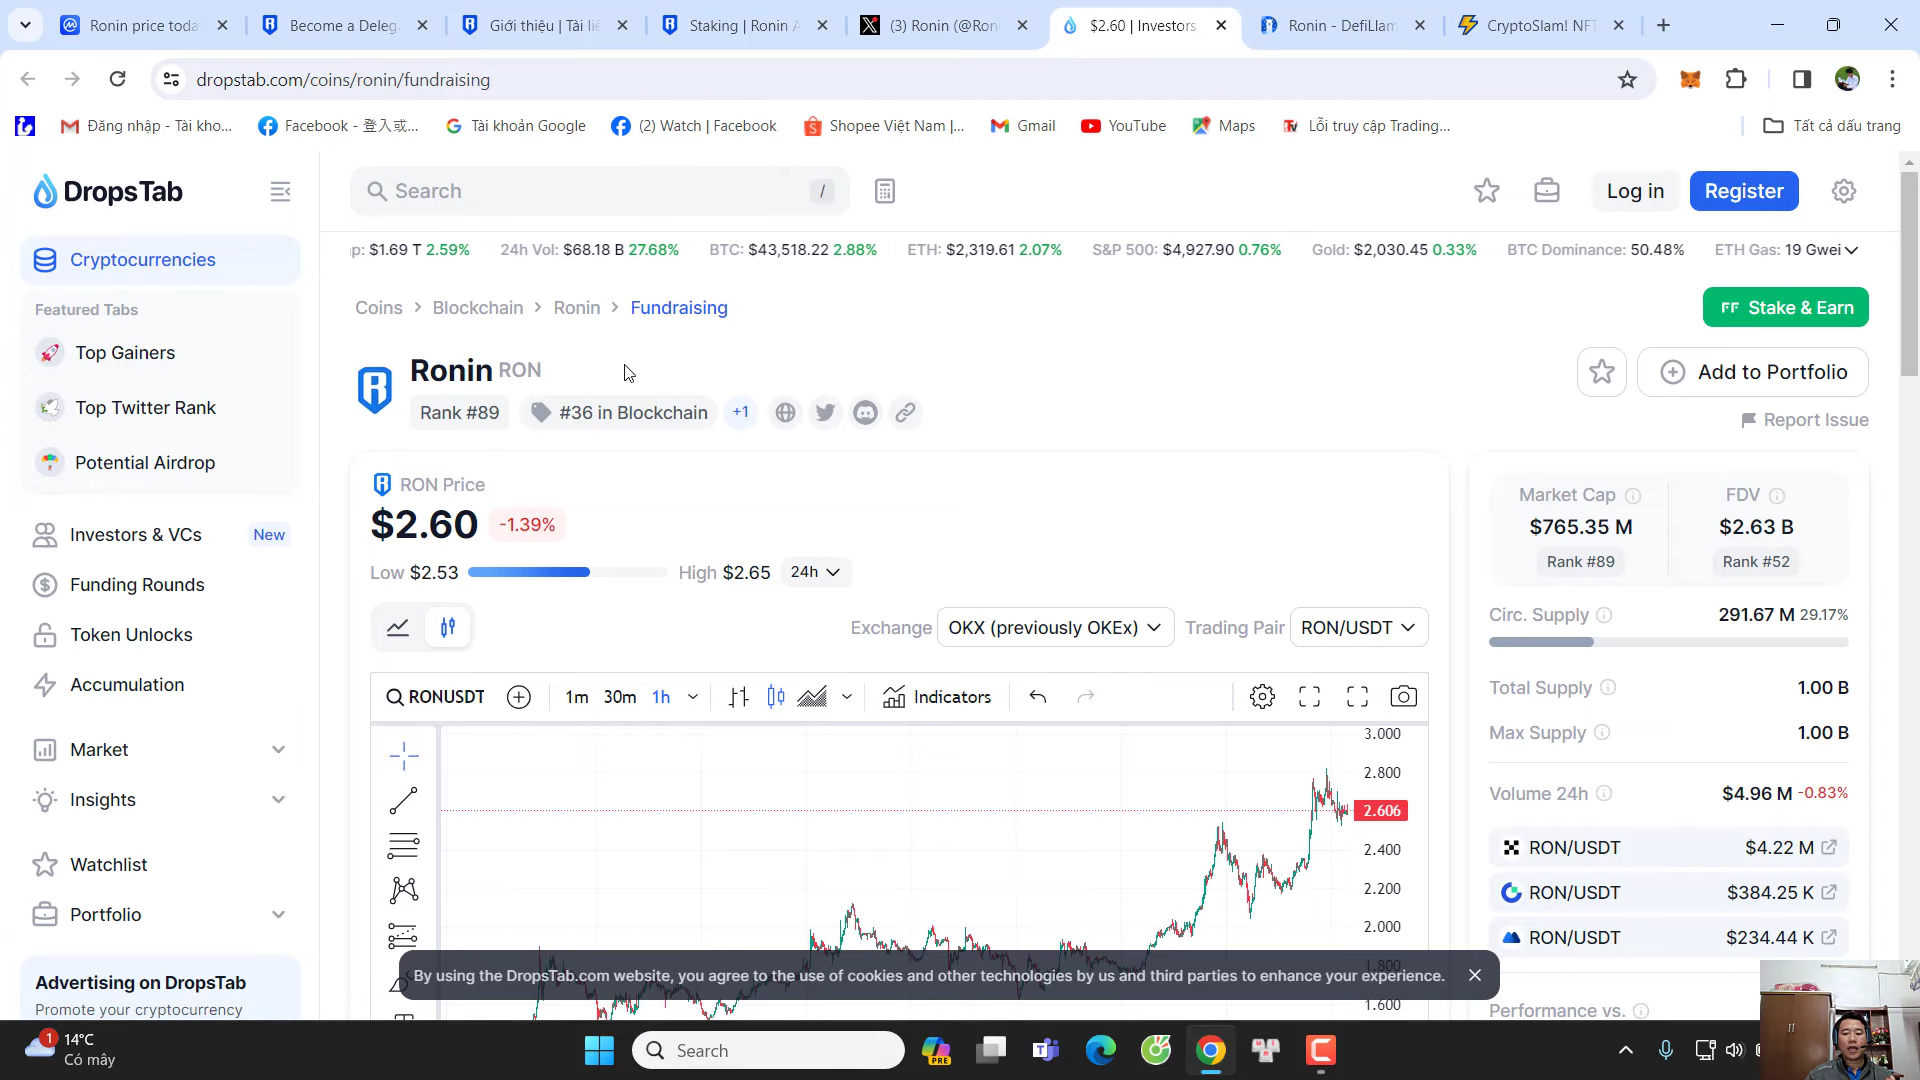 Ronin price toda
Become a Deleg
Giới thiệu | Tài liệ
Staking | Ronin A
(3) Ronin (@Ron
$2.60 | Investors
Ronin - DefiLlam
CryptoSlam! NFT
dropstab.com/coins/ronin/fundraising
Đăng nhập - Tài kho...
Facebook - 登入或...
Tài khoản Google
(2) Watch | Facebook
Shopee Việt Nam |...
Gmail
YouTube
Maps
Lỗi truy cập Trading...
Tất cả dấu trang
DropsTab
Search /
Log in
Register
p: $1.69 T 2.59%
24h Vol: $68.18 B 27.68%
BTC: $43,518.22 2.88%
ETH: $2,319.61 2.07%
S&P 500: $4,927.90 0.76%
Gold: $2,030.45 0.33%
BTC Dominance: 50.48%
ETH Gas: 19 Gwei
Cryptocurrencies
Featured Tabs
Top Gainers
Top Twitter Rank
Potential Airdrop
Investors & VCs New
Funding Rounds
Token Unlocks
Accumulation
Market
Insights
Watchlist
Portfolio
Advertising on DropsTab
Promote your cryptocurrency
Coins > Blockchain > Ronin > Fundraising
Stake & Earn
Ronin RON
Rank #89
#36 in Blockchain
+1
Add to Portfolio
Report Issue
RON Price
$2.60 -1.39%
Low $2.53
High $2.65
24h
Exchange OKX (previously OKEx)
Trading Pair RON/USDT
RONUSDT
1m 30m 1h
Indicators
3.000
2.800
2.606
2.400
2.200
2.000
1.800
1.600
Market Cap
$765.35 M
Rank #89
FDV
$2.63 B
Rank #52
Circ. Supply 291.67 M 29.17%
Total Supply 1.00 B
Max Supply 1.00 B
Volume 24h $4.96 M -0.83%
RON/USDT $4.22 M
RON/USDT $384.25 K
RON/USDT $234.44 K
Performance vs.
By using the DropsTab.com website, you agree to the use of cookies and other technologies by us and third parties to enhance your experience.
1
14°C
Có mây
Search
PRE